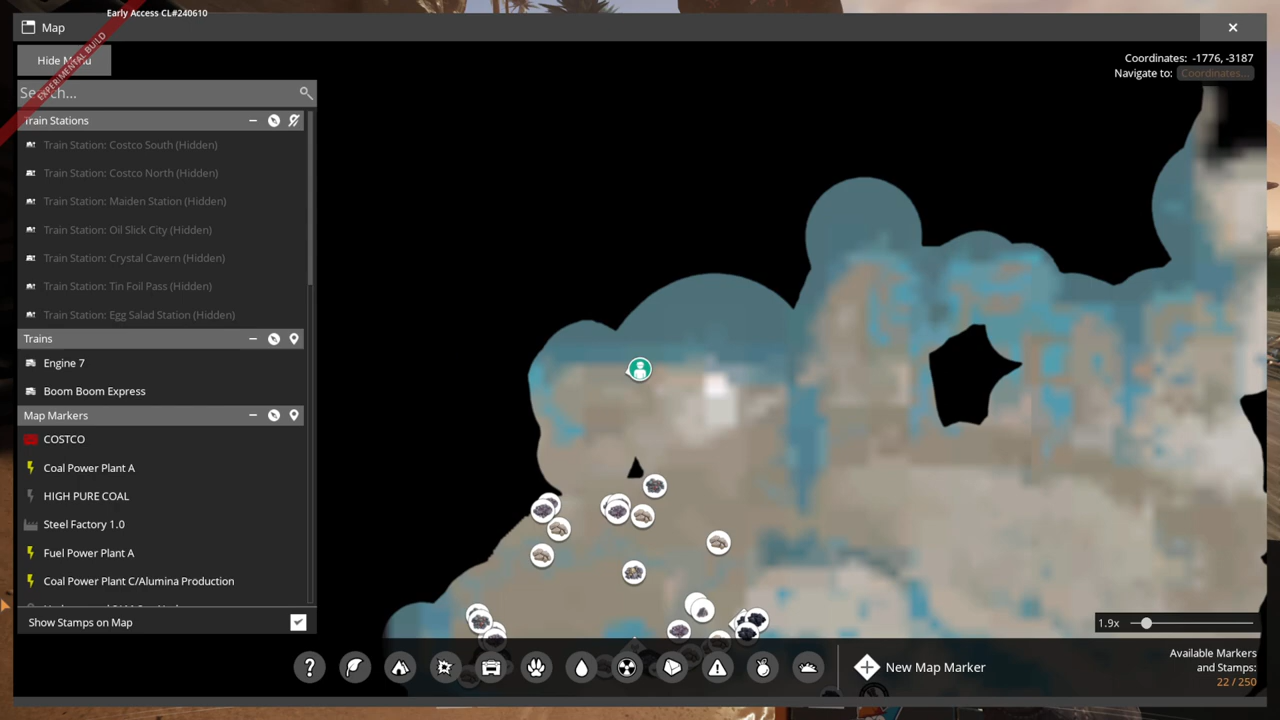 Early Access CL#240610
EXPERIMENTAL BUILD
Map
Hide Menu
Coordinates: -1776, -3187
Navigate to: Coordinates...
Search...
Train Stations
Train Station: Costco South (Hidden)
Train Station: Costco North (Hidden)
Train Station: Maiden Station (Hidden)
Train Station: Oil Slick City (Hidden)
Train Station: Crystal Cavern (Hidden)
Train Station: Tin Foil Pass (Hidden)
Train Station: Egg Salad Station (Hidden)
Trains
Engine 7
Boom Boom Express
Map Markers
COSTCO
Coal Power Plant A
HIGH PURE COAL
Steel Factory 1.0
Fuel Power Plant A
Coal Power Plant C/Alumina Production
Show Stamps on Map
1.9x
New Map Marker
Available Markers
and Stamps:
22 / 250